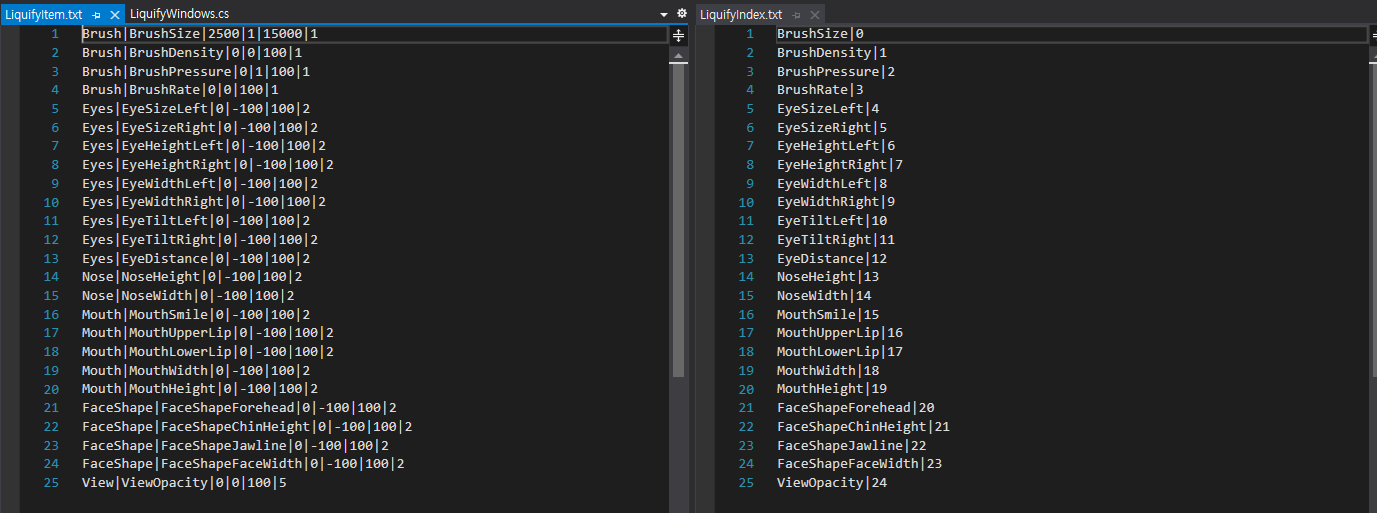 LiquifyItem.txt
LiquifyWindows.cs
1 Brush|BrushSize|2500|1|15000|1
2 Brush|BrushDensity|0|0|100|1
3 Brush|BrushPressure|0|1|100|1
4 Brush|BrushRate|0|0|100|1
5 Eyes|EyeSizeLeft|0|-100|100|2
6 Eyes|EyeSizeRight|0|-100|100|2
7 Eyes|EyeHeightLeft|0|-100|100|2
8 Eyes|EyeHeightRight|0|-100|100|2
9 Eyes|EyeWidthLeft|0|-100|100|2
10 Eyes|EyeWidthRight|0|-100|100|2
11 Eyes|EyeTiltLeft|0|-100|100|2
12 Eyes|EyeTiltRight|0|-100|100|2
13 Eyes|EyeDistance|0|-100|100|2
14 Nose|NoseHeight|0|-100|100|2
15 Nose|NoseWidth|0|-100|100|2
16 Mouth|MouthSmile|0|-100|100|2
17 Mouth|MouthUpperLip|0|-100|100|2
18 Mouth|MouthLowerLip|0|-100|100|2
19 Mouth|MouthWidth|0|-100|100|2
20 Mouth|MouthHeight|0|-100|100|2
21 FaceShape|FaceShapeForehead|0|-100|100|2
22 FaceShape|FaceShapeChinHeight|0|-100|100|2
23 FaceShape|FaceShapeJawline|0|-100|100|2
24 FaceShape|FaceShapeFaceWidth|0|-100|100|2
25 View|ViewOpacity|0|0|100|5
LiquifyIndex.txt
1 BrushSize|0
2 BrushDensity|1
3 BrushPressure|2
4 BrushRate|3
5 EyeSizeLeft|4
6 EyeSizeRight|5
7 EyeHeightLeft|6
8 EyeHeightRight|7
9 EyeWidthLeft|8
10 EyeWidthRight|9
11 EyeTiltLeft|10
12 EyeTiltRight|11
13 EyeDistance|12
14 NoseHeight|13
15 NoseWidth|14
16 MouthSmile|15
17 MouthUpperLip|16
18 MouthLowerLip|17
19 MouthWidth|18
20 MouthHeight|19
21 FaceShapeForehead|20
22 FaceShapeChinHeight|21
23 FaceShapeJawline|22
24 FaceShapeFaceWidth|23
25 ViewOpacity|24